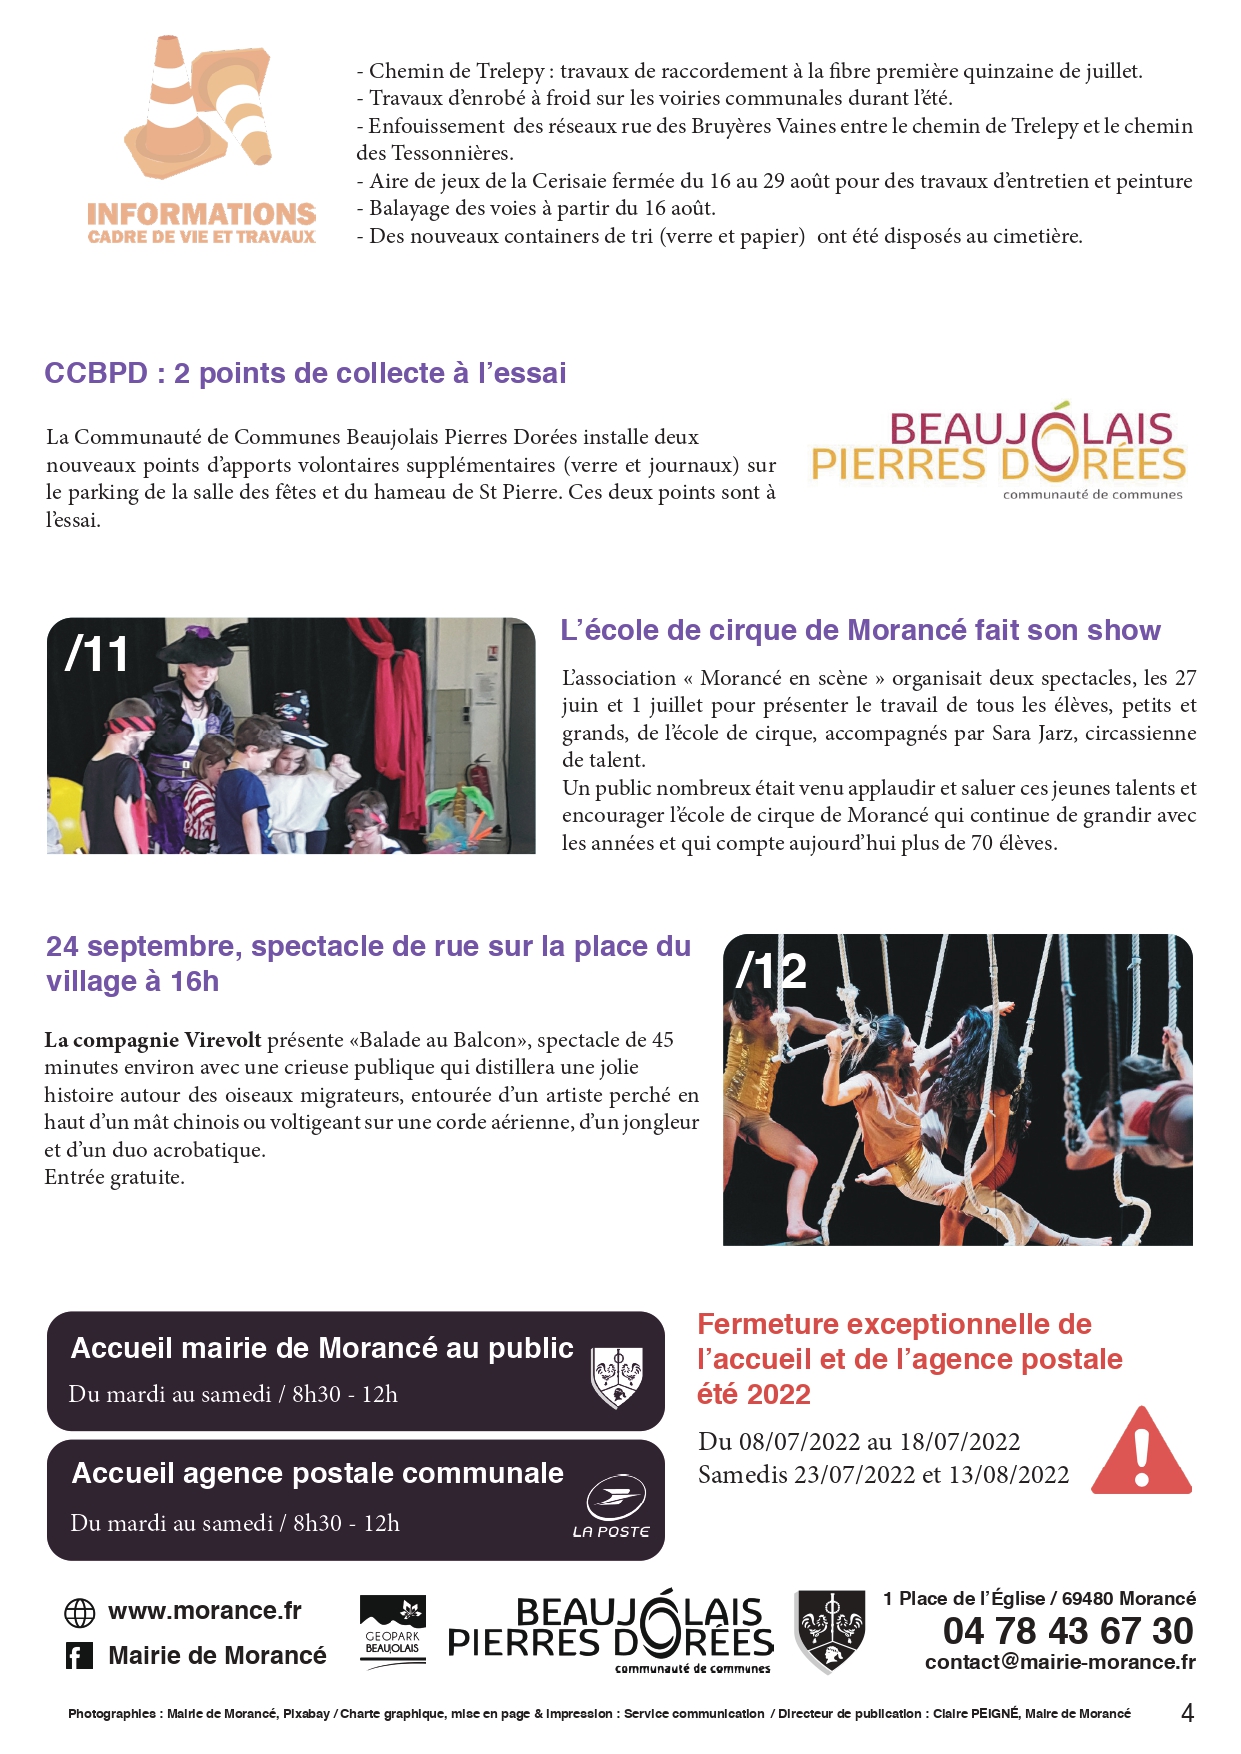 - Chemin de Trelepy : travaux de raccordement à la fibre première quinzaine de juillet.
- Travaux d’enrobé à froid sur les voiries communales durant l’été.
- Enfouissement  des réseaux rue des Bruyères Vaines entre le chemin de Trelepy et le chemin
des Tessonnières.
- Aire de jeux de la Cerisaie fermée du 16 au 29 août pour des travaux d’entretien et peinture
- Balayage des voies à partir du 16 août.
- Des nouveaux containers de tri (verre et papier)  ont été disposés au cimetière.
INFORMATIONS
CADRE DE VIE ET TRAVAUX
CCBPD : 2 points de collecte à l’essai
La Communauté de Communes Beaujolais Pierres Dorées installe deux
nouveaux points d’apports volontaires supplémentaires (verre et journaux) sur
le parking de la salle des fêtes et du hameau de St Pierre. Ces deux points sont à
l’essai.
BEAUJOLAIS
PIERRES DORÉES
communauté de communes
/11
L’école de cirque de Morancé fait son show
L’association « Morancé en scène » organisait deux spectacles, les 27
juin et 1 juillet pour présenter le travail de tous les élèves, petits et
grands, de l’école de cirque, accompagnés par Sara Jarz, circassienne
de talent.
Un public nombreux était venu applaudir et saluer ces jeunes talents et
encourager l’école de cirque de Morancé qui continue de grandir avec
les années et qui compte aujourd’hui plus de 70 élèves.
24 septembre, spectacle de rue sur la place du
village à 16h
La compagnie Virevolt présente «Balade au Balcon», spectacle de 45
minutes environ avec une crieuse publique qui distillera une jolie
histoire autour des oiseaux migrateurs, entourée d’un artiste perché en
haut d’un mât chinois ou voltigeant sur une corde aérienne, d’un jongleur
et d’un duo acrobatique.
Entrée gratuite.
/12
Accueil mairie de Morancé au public
Du mardi au samedi / 8h30 - 12h
Accueil agence postale communale
Du mardi au samedi / 8h30 - 12h
LA POSTE
Fermeture exceptionnelle de
l’accueil et de l’agence postale
été 2022
Du 08/07/2022 au 18/07/2022
Samedis 23/07/2022 et 13/08/2022
www.morance.fr
Mairie de Morancé
GEOPARK
BEAUJOLAIS
BEAUJOLAIS
PIERRES DORÉES
communauté de communes
1 Place de l’Église / 69480 Morancé
04 78 43 67 30
contact@mairie-morance.fr
Photographies : Mairie de Morancé, Pixabay / Charte graphique, mise en page & impression : Service communication  / Directeur de publication : Claire PEIGNÉ, Maire de Morancé
4